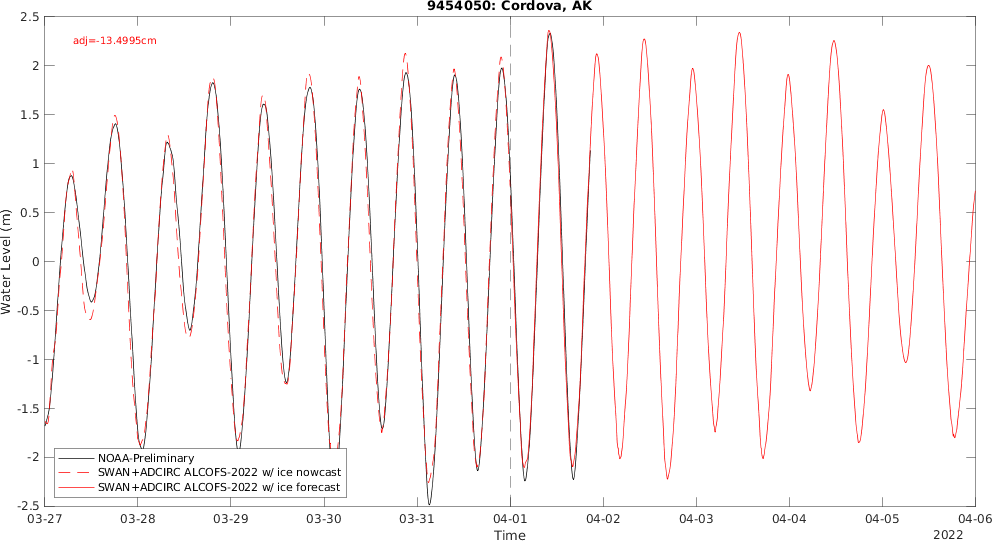 9454050: Cordova, AK
adj=-13.4995cm
2.5
2
1.5
1
0.5
0
-0.5
-1
-1.5
-2
-2.5
Water Level (m)
NOAA-Preliminary
SWAN+ADCIRC ALCOFS-2022 w/ ice nowcast
SWAN+ADCIRC ALCOFS-2022 w/ ice forecast
03-27 03-28 03-29 03-30 03-31 04-01 04-02 04-03 04-04 04-05 04-06
Time
2022